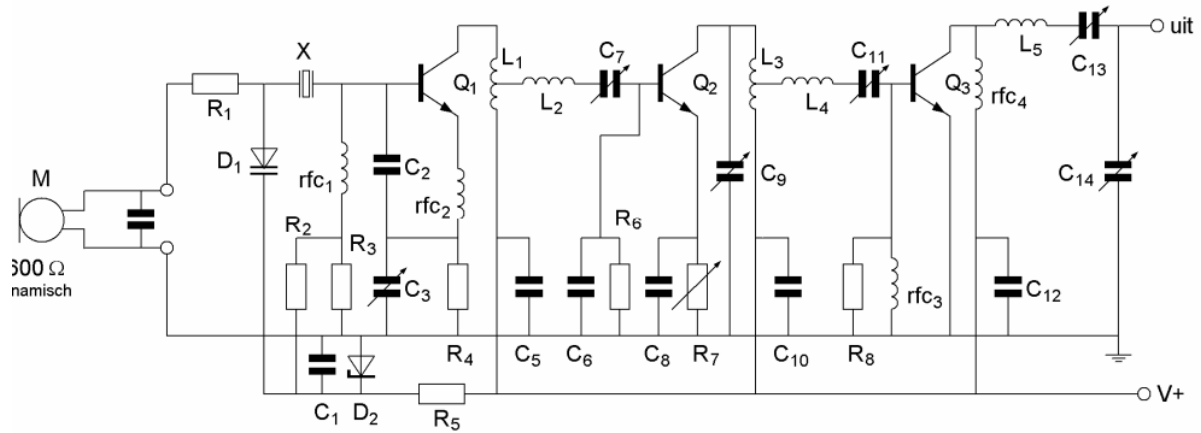 M
600 Ω
namisch
R1
D1
X
rfc1
R2
R3
C1
D2
C2
C3
Q1
rfc2
R4
R5
L1
L2
C5
C7
C6
R6
Q2
C8
R7
C9
L3
L4
C10
C11
R8
rfc3
Q3
rfc4
C12
L5
C13
C14
uit
V+